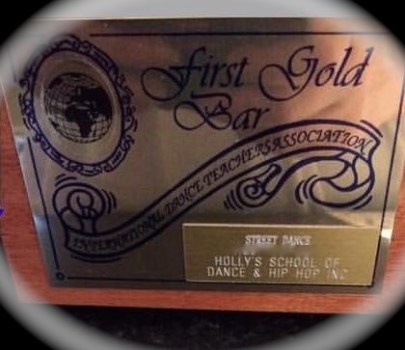 First Gold
Bar
INTERNATIONAL DANCE TEACHERS ASSOCIATION
STREET DANCE
HOLLY'S SCHOOL OF
DANCE & HIP HOP INC